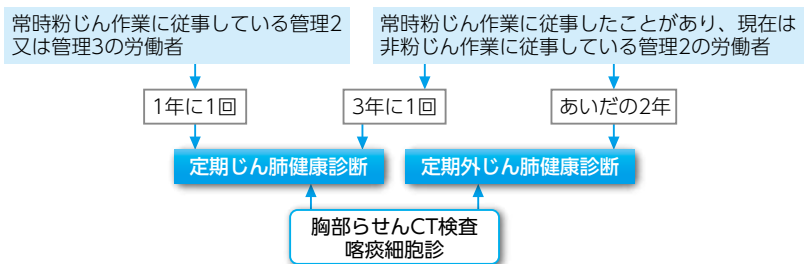 常時粉じん作業に従事している管理2
又は管理3の労働者
常時粉じん作業に従事したことがあり、現在は
非粉じん作業に従事している管理2の労働者
1年に1回
3年に1回
あいだの2年
定期じん肺健康診断
定期外じん肺健康診断
胸部らせんCT検査
喀痰細胞診